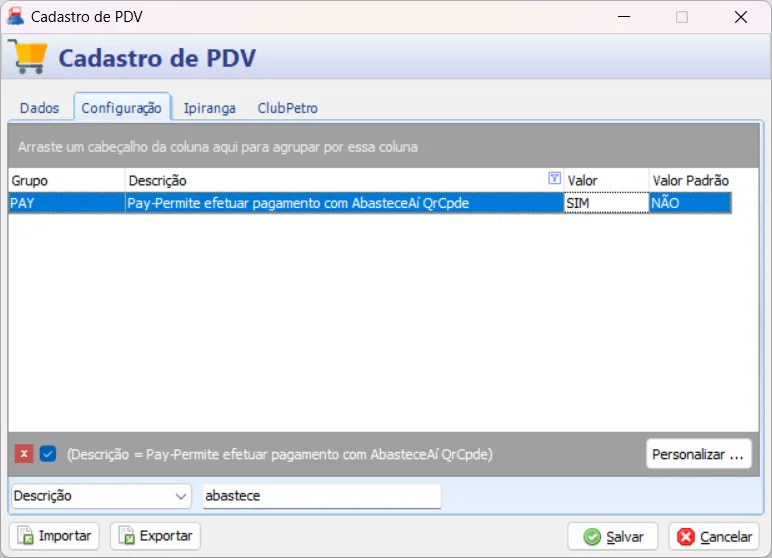 Cadastro de PDV
Cadastro de PDV
Dados Configuração Ipiranga ClubPetro
Arraste um cabeçalho da coluna aqui para agrupar por essa coluna
Grupo Descrição Valor Valor Padrão
PAY Pay-Permite efetuar pagamento com AbasteceAí QrCpde SIM NÃO
(Descrição = Pay-Permite efetuar pagamento com AbasteceAí QrCpde) Personalizar ...
Descrição abastece
Importar Exportar Salvar Cancelar